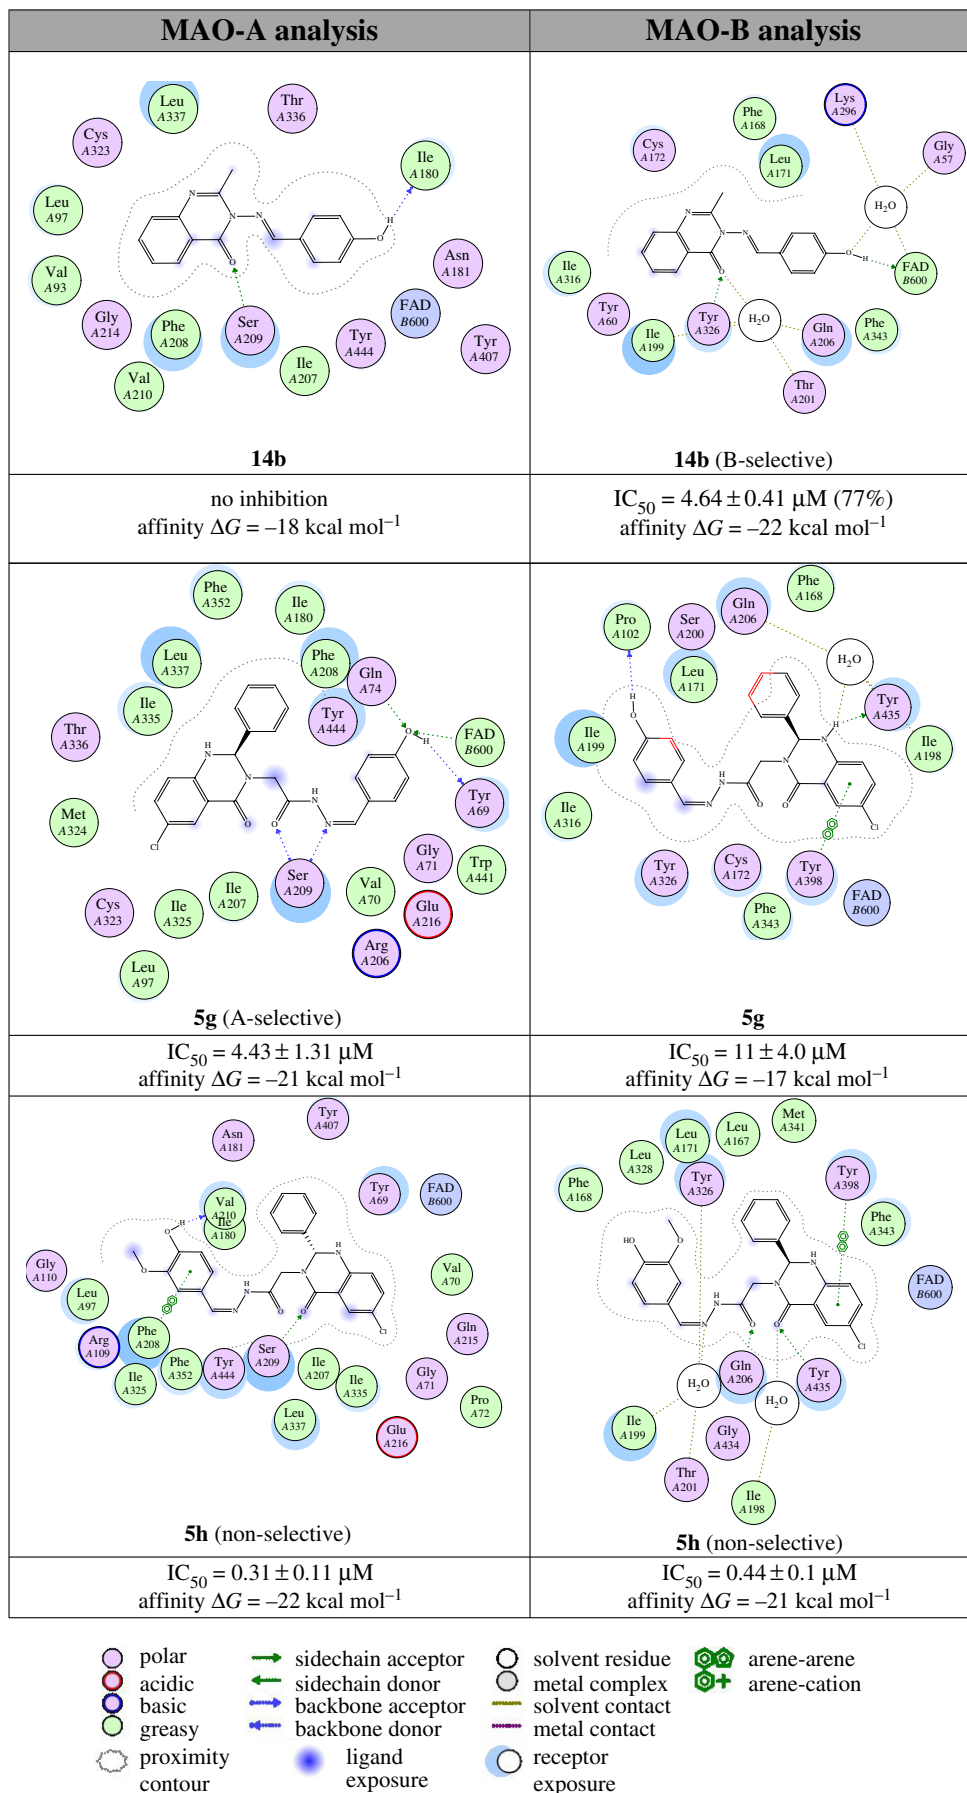 MAO-A analysis
MAO-B analysis
Leu A337
Thr A336
Cys A323
Ile A180
Leu A97
Val A93
Gly A214
Phe A208
Ser A209
Val A210
Ile A207
Tyr A444
FAD B600
Asn A181
Tyr A407
N
N
N
O
O
H
14b
Lys A296
Phe A168
Gly A57
Cys A172
Leu A171
H2O
Ile A316
FAD B600
Tyr A60
Ile A199
Tyr A326
H2O
Gln A206
Phe A343
Thr A201
N
N
N
O
O
H
14b (B-selective)
no inhibition
affinity ΔG = –18 kcal mol–1
IC50 = 4.64 ± 0.41 μM (77%)
affinity ΔG = –22 kcal mol–1
Phe A352
Ile A180
Leu A337
Phe A208
Gln A74
Ile A335
Tyr A444
Thr A336
FAD B600
Tyr A69
Met A324
Gly A71
Trp A441
Ser A209
Val A70
Glu A216
Cys A323
Ile A325
Ile A207
Arg A206
Leu A97
H
N
N
O
O
NH
N
O
H
Cl
5g (A-selective)
Phe A168
Gln A206
Pro A102
Ser A200
H2O
Leu A171
Tyr A435
Ile A199
Ile A198
Ile A316
Tyr A326
Cys A172
Tyr A398
FAD B600
Phe A343
H
O
H
N
N
N
H
N
O
O
Cl
5g
IC50 = 4.43 ± 1.31 μM
affinity ΔG = –21 kcal mol–1
IC50 = 11 ± 4.0 μM
affinity ΔG = –17 kcal mol–1
Tyr A407
Asn A181
Tyr A69
FAD B600
Val A210
Ile A180
Gly A110
Val A70
Leu A97
Arg A109
Phe A208
Gln A215
Ser A209
Ile A325
Phe A352
Tyr A444
Ile A207
Ile A335
Gly A71
Pro A72
Leu A337
Glu A216
H
O
O
N
NH
O
N
O
N
H
Cl
5h (non-selective)
Met A341
Leu A167
Leu A171
Leu A328
Tyr A326
Tyr A398
Phe A168
Phe A343
FAD B600
H2O
Gln A206
Tyr A435
H2O
Ile A199
Gly A434
Thr A201
Ile A198
HO
O
N
N
H
O
N
O
N
H
Cl
5h (non-selective)
IC50 = 0.31 ± 0.11 μM
affinity ΔG = –22 kcal mol–1
IC50 = 0.44 ± 0.1 μM
affinity ΔG = –21 kcal mol–1
polar
acidic
basic
greasy
proximity
contour
sidechain acceptor
sidechain donor
backbone acceptor
backbone donor
ligand
exposure
solvent residue
metal complex
solvent contact
metal contact
receptor
exposure
arene-arene
arene-cation